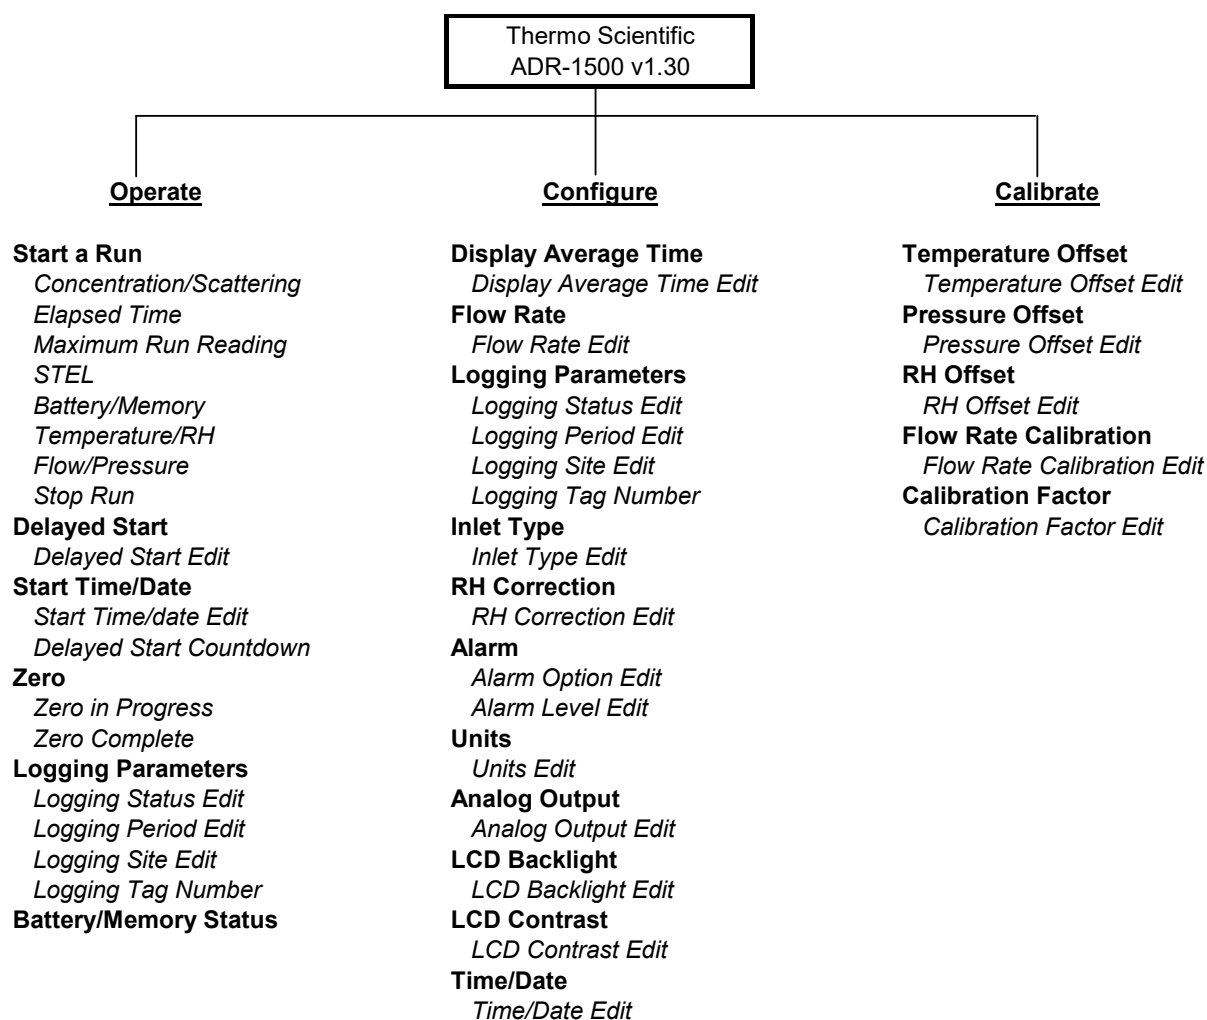 Thermo Scientific
ADR-1500 v1.30
Operate
Start a Run
Concentration/Scattering
Elapsed Time
Maximum Run Reading
STEL
Battery/Memory
Temperature/RH
Flow/Pressure
Stop Run
Delayed Start
Delayed Start Edit
Start Time/Date
Start Time/date Edit
Delayed Start Countdown
Zero
Zero in Progress
Zero Complete
Logging Parameters
Logging Status Edit
Logging Period Edit
Logging Site Edit
Logging Tag Number
Battery/Memory Status
Configure
Display Average Time
Display Average Time Edit
Flow Rate
Flow Rate Edit
Logging Parameters
Logging Status Edit
Logging Period Edit
Logging Site Edit
Logging Tag Number
Inlet Type
Inlet Type Edit
RH Correction
RH Correction Edit
Alarm
Alarm Option Edit
Alarm Level Edit
Units
Units Edit
Analog Output
Analog Output Edit
LCD Backlight
LCD Backlight Edit
LCD Contrast
LCD Contrast Edit
Time/Date
Time/Date Edit
Calibrate
Temperature Offset
Temperature Offset Edit
Pressure Offset
Pressure Offset Edit
RH Offset
RH Offset Edit
Flow Rate Calibration
Flow Rate Calibration Edit
Calibration Factor
Calibration Factor Edit